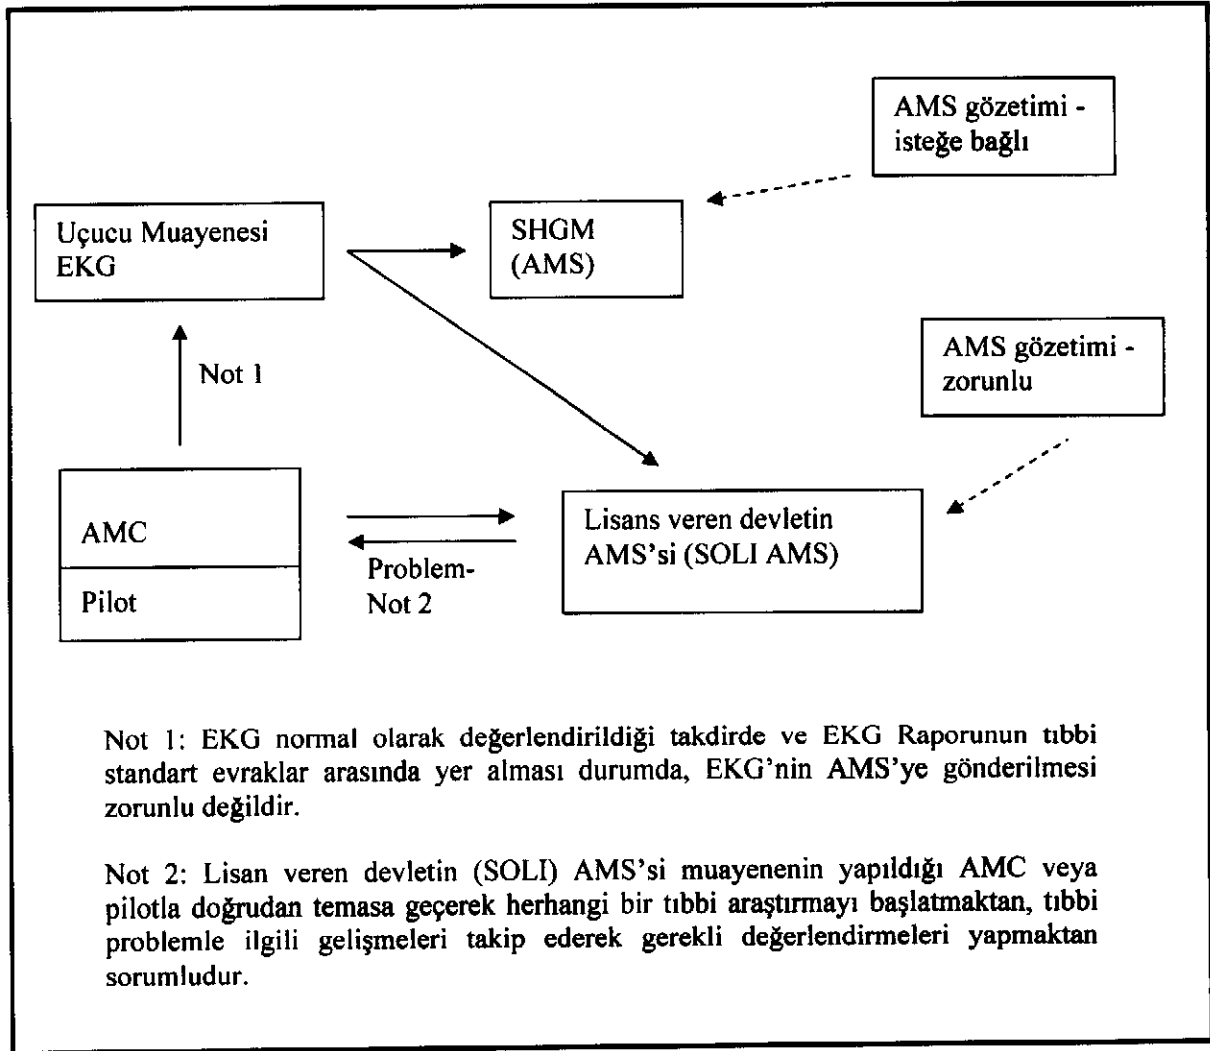 AMS gözetimi -
isteğe bağlı
Uçucu Muayenesi
EKG
SHGM
(AMS)
AMS gözetimi -
zorunlu
Not 1
AMC
Pilot
Problem-
Not 2
Lisans veren devletin
AMS'si (SOLI AMS)
Not 1: EKG normal olarak değerlendirildiği takdirde ve EKG Raporunun tıbbi
standart evraklar arasında yer alması durumda, EKG'nin AMS'ye gönderilmesi
zorunlu değildir.
Not 2: Lisan veren devletin (SOLI) AMS'si muayenenin yapıldığı AMC veya
pilotla doğrudan temasa geçerek herhangi bir tıbbi araştırmayı başlatmaktan, tıbbi
problemle ilgili gelişmeleri takip ederek gerekli değerlendirmeleri yapmaktan
sorumludur.